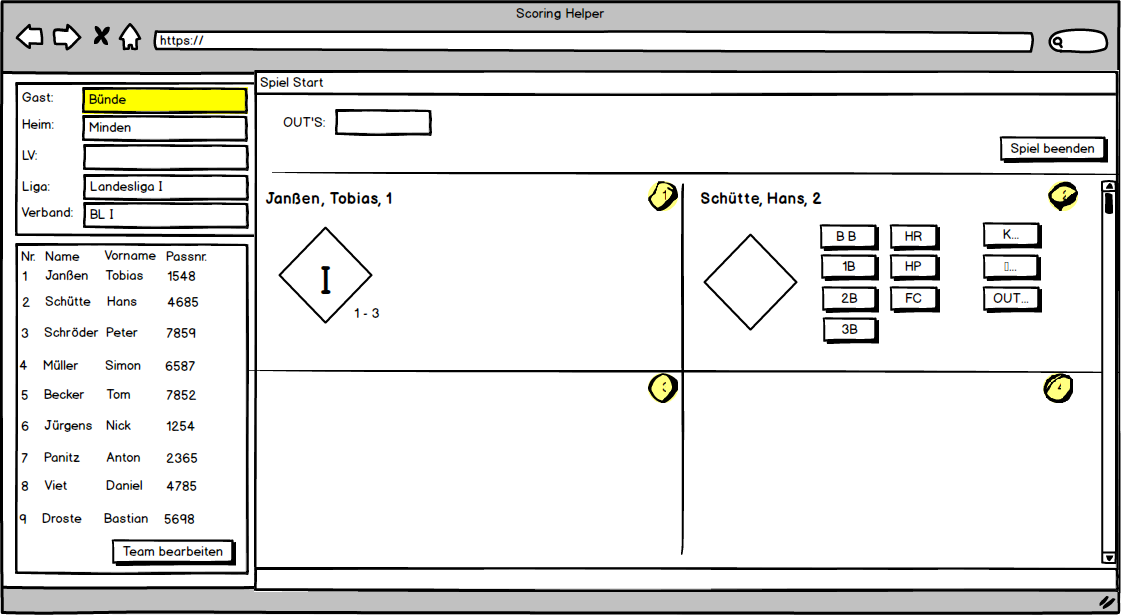 Scoring Helper
https://
Gast: Bünde
Heim: Minden
LV:
Liga: Landesliga I
Verband: BL I
Nr. Name Vorname Passnr.
1 Janßen Tobias 1548
2 Schütte Hans 4685
3 Schröder Peter 7859
4 Müller Simon 6587
5 Becker Tom 7852
6 Jürgens Nick 1254
7 Panitz Anton 2365
8 Viet Daniel 4785
9 Droste Bastian 5698
Team bearbeiten
Spiel Start
OUT'S:
Spiel beenden
Janßen, Tobias, 1
1
I
1 - 3
Schütte, Hans, 2
B B HR K...
1B HP
2B FC OUT...
3B